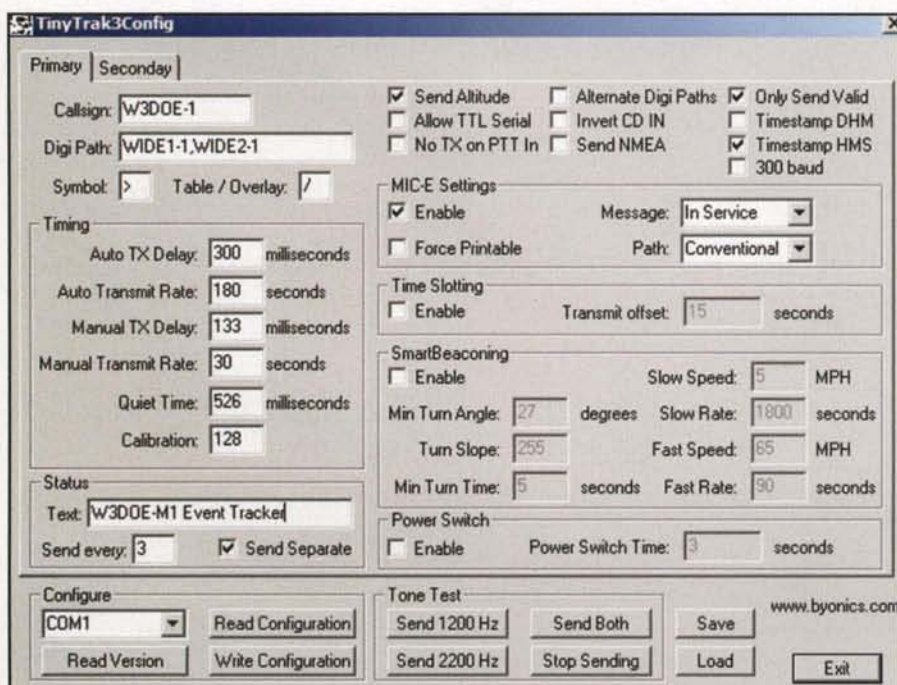 TinyTrak3Config
Primary
Seconday
Callsign: W3DOE-1
Digi Path: WIDE1-1,WIDE2-1
Symbol: > Table / Overlay: /
Timing
Auto TX Delay: 300 milliseconds
Auto Transmit Rate: 180 seconds
Manual TX Delay: 133 milliseconds
Manual Transmit Rate: 30 seconds
Quiet Time: 526 milliseconds
Calibration: 128
Status
Text: W3DOE-M1 Event Tracker
Send every: 3 Send Separate
Send Altitude Alternate Digi Paths Only Send Valid
Allow TTL Serial Invert CD IN Timestamp DHM
No TX on PTT In Send NMEA Timestamp HMS
300 baud
MIC-E Settings
Enable Message: In Service
Force Printable Path: Conventional
Time Slotting
Enable Transmit offset: 15 seconds
SmartBeaconing
Enable Slow Speed: 5 MPH
Min Turn Angle: 27 degrees Slow Rate: 1800 seconds
Turn Slope: 255 Fast Speed: 65 MPH
Min Turn Time: 5 seconds Fast Rate: 90 seconds
Power Switch
Enable Power Switch Time: 3 seconds
Configure
COM1 Read Configuration
Read Version Write Configuration
Tone Test
Send 1200 Hz Send Both
Send 2200 Hz Stop Sending
Save
Load
www.byonics.com
Exit